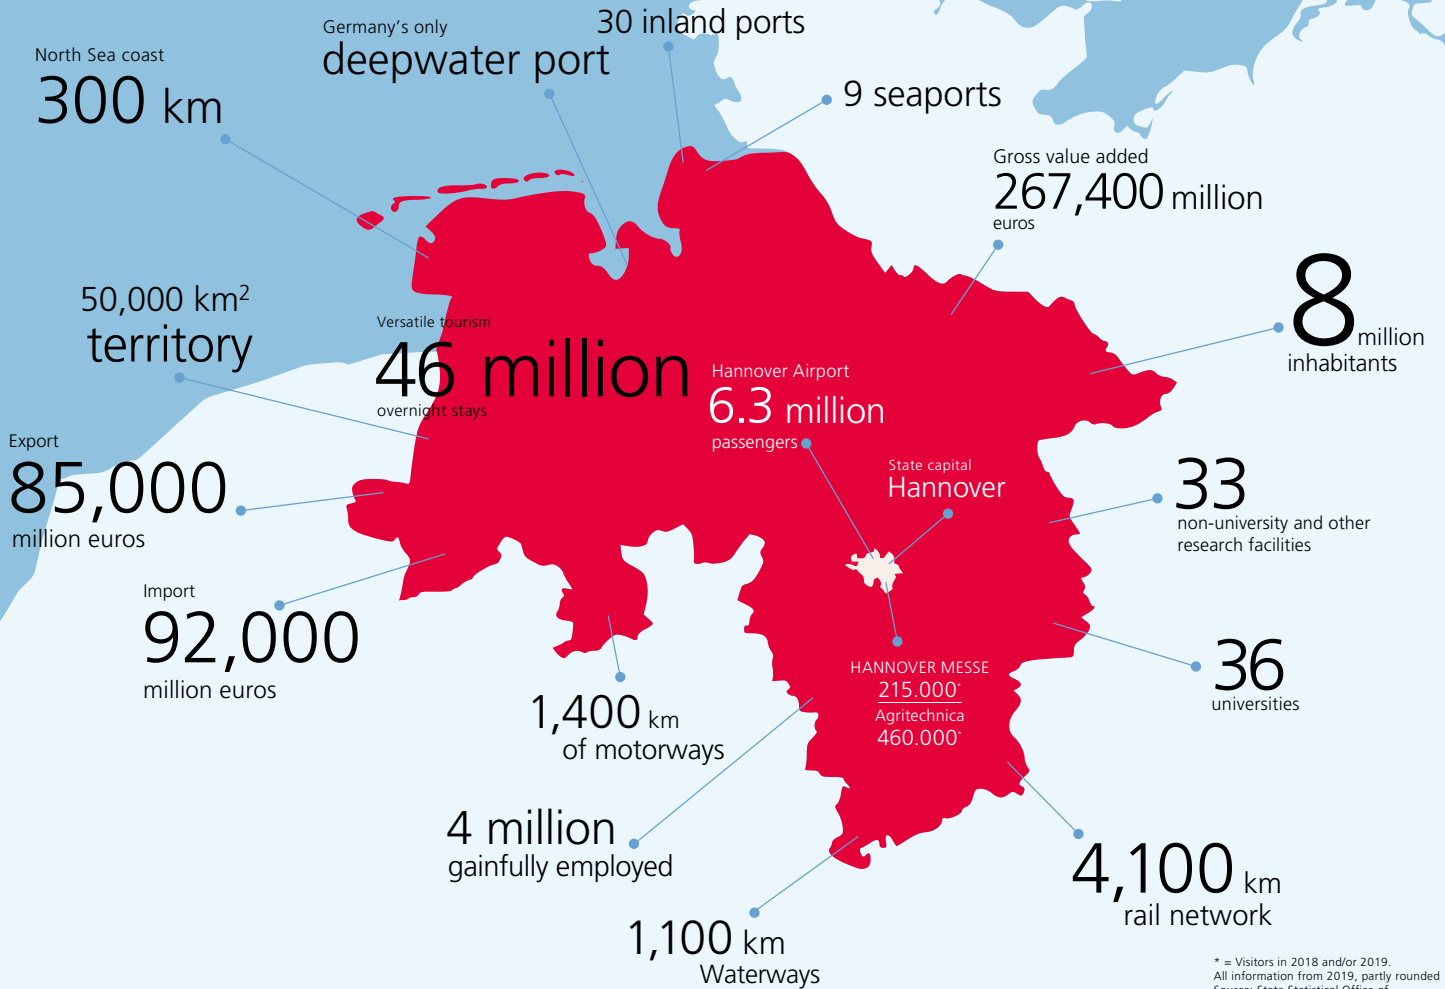 North Sea coast
300 km
Germany's only
deepwater port
30 inland ports
9 seaports
Gross value added
267,400 million
euros
50,000 km²
territory
Versatile tourism
46 million
overnight stays
Hannover Airport
6.3 million
passengers
State capital
Hannover
8 million
inhabitants
Export
85,000
million euros
33
non-university and other
research facilities
Import
92,000
million euros
36
universities
HANNOVER MESSE
215.000*
Agritechnica
460.000*
1,400 km
of motorways
4 million
gainfully employed
4,100 km
rail network
1,100 km
Waterways
* = Visitors in 2018 and/or 2019.
All information from 2019, partly rounded
Source: State Statistical Office of